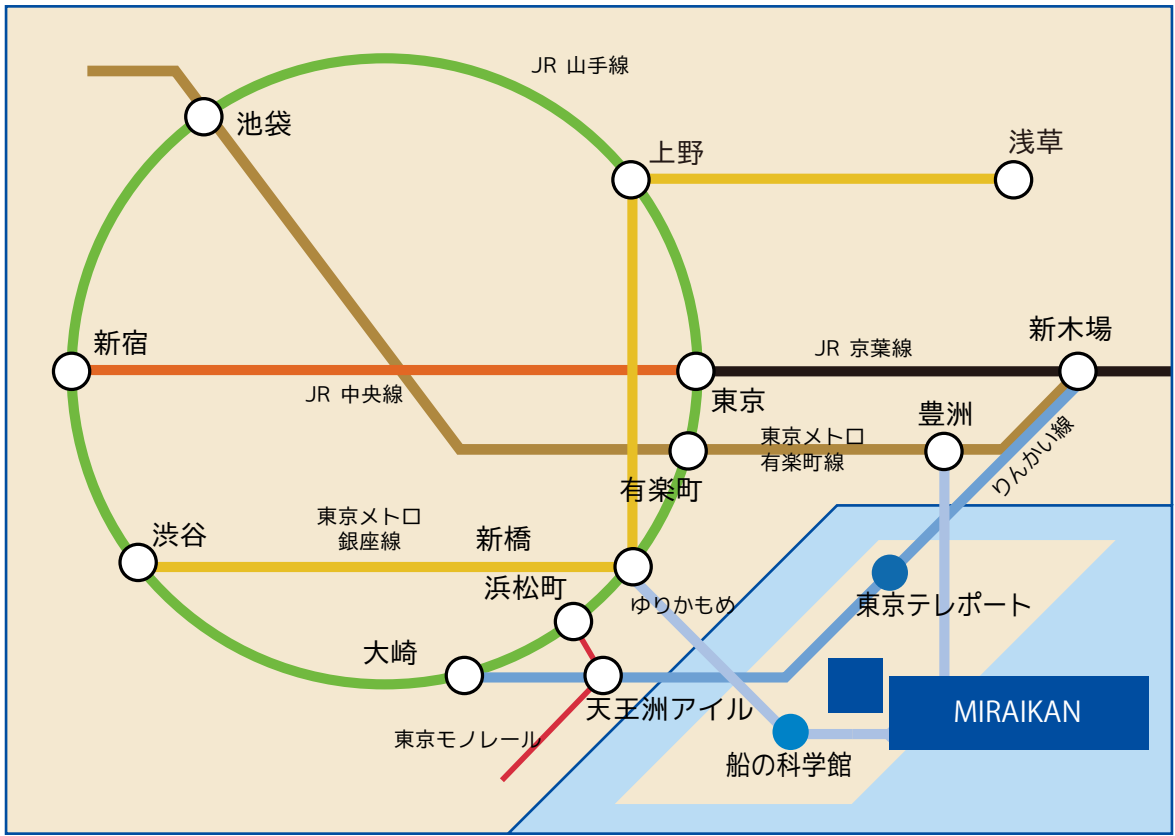 JR 山手線
池袋
浅草
上野
新木場
新宿
JR 京葉線
JR 中央線
東京
豊洲
東京メトロ
有楽町線
りんかい線
有楽町
東京メトロ
銀座線
渋谷
新橋
浜松町
ゆりかもめ
東京テレポート
大崎
天王洲アイル
MIRAIKAN
東京モノレール
船の科学館